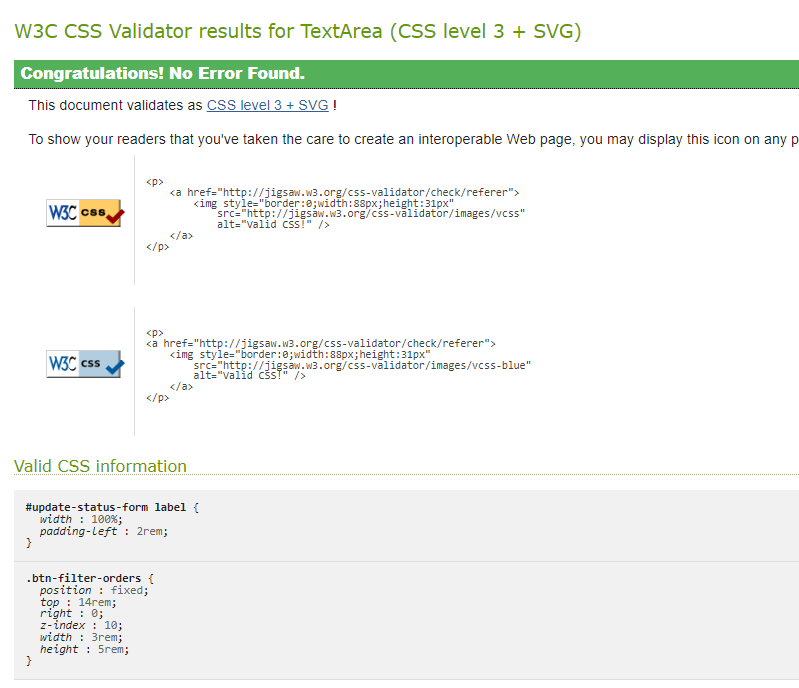 W3C CSS Validator results for TextArea (CSS level 3 + SVG)
Congratulations! No Error Found.
This document validates as CSS level 3 + SVG !
To show your readers that you've taken the care to create an interoperable Web page, you may display this icon on any p
W3C css
<p>
<a href="http://jigsaw.w3.org/css-validator/check/referer">
<img style="border:0;width:88px;height:31px"
src="http://jigsaw.w3.org/css-validator/images/vcss"
alt="Valid CSS!" />
</a>
</p>
W3C css
<p>
<a href="http://jigsaw.w3.org/css-validator/check/referer">
<img style="border:0;width:88px;height:31px"
src="http://jigsaw.w3.org/css-validator/images/vcss-blue"
alt="Valid CSS!" />
</a>
</p>
Valid CSS information
#update-status-form label {
width : 100%;
padding-left : 2rem;
}
.btn-filter-orders {
position : fixed;
top : 14rem;
right : 0;
z-index : 10;
width : 3rem;
height : 5rem;
}